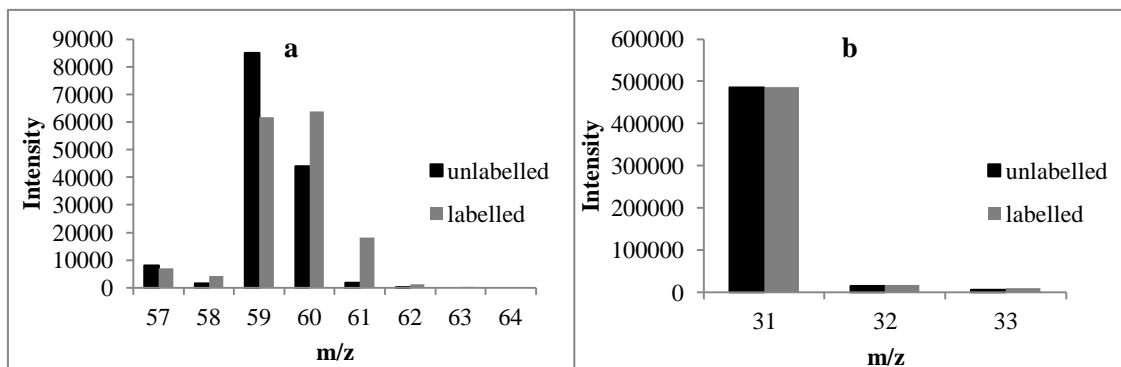 a
Intensity
90000
80000
70000
60000
50000
40000
30000
20000
10000
0
57 58 59 60 61 62 63 64
m/z
unlabelled
labelled
b
Intensity
600000
500000
400000
300000
200000
100000
0
31 32 33
m/z
unlabelled
labelled